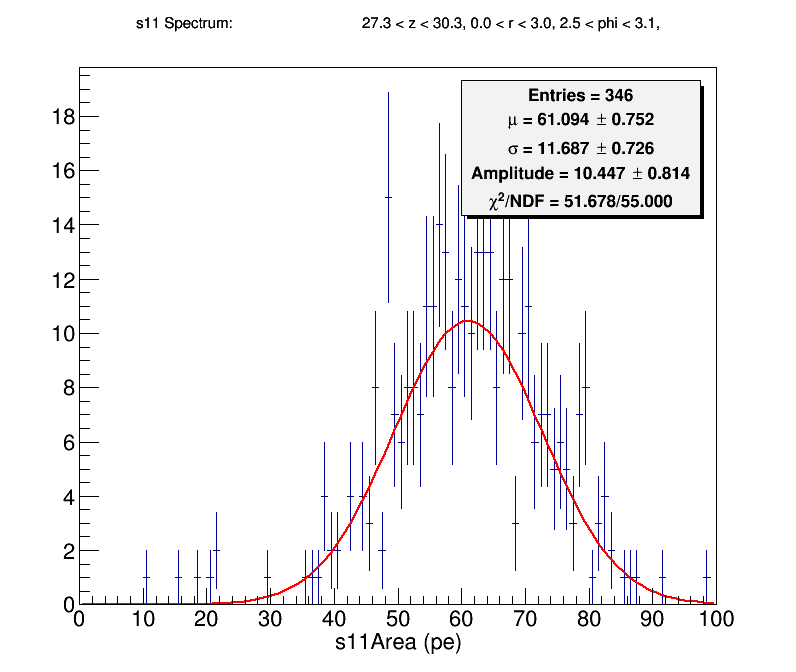 s11 Spectrum: 27.3 < z < 30.3, 0.0 < r < 3.0, 2.5 < phi < 3.1,
Entries = 346
μ = 61.094 ± 0.752
σ = 11.687 ± 0.726
Amplitude = 10.447 ± 0.814
χ²/NDF = 51.678/55.000
18
16
14
12
10
8
6
4
2
0
0 10 20 30 40 50 60 70 80 90 100
s11Area (pe)